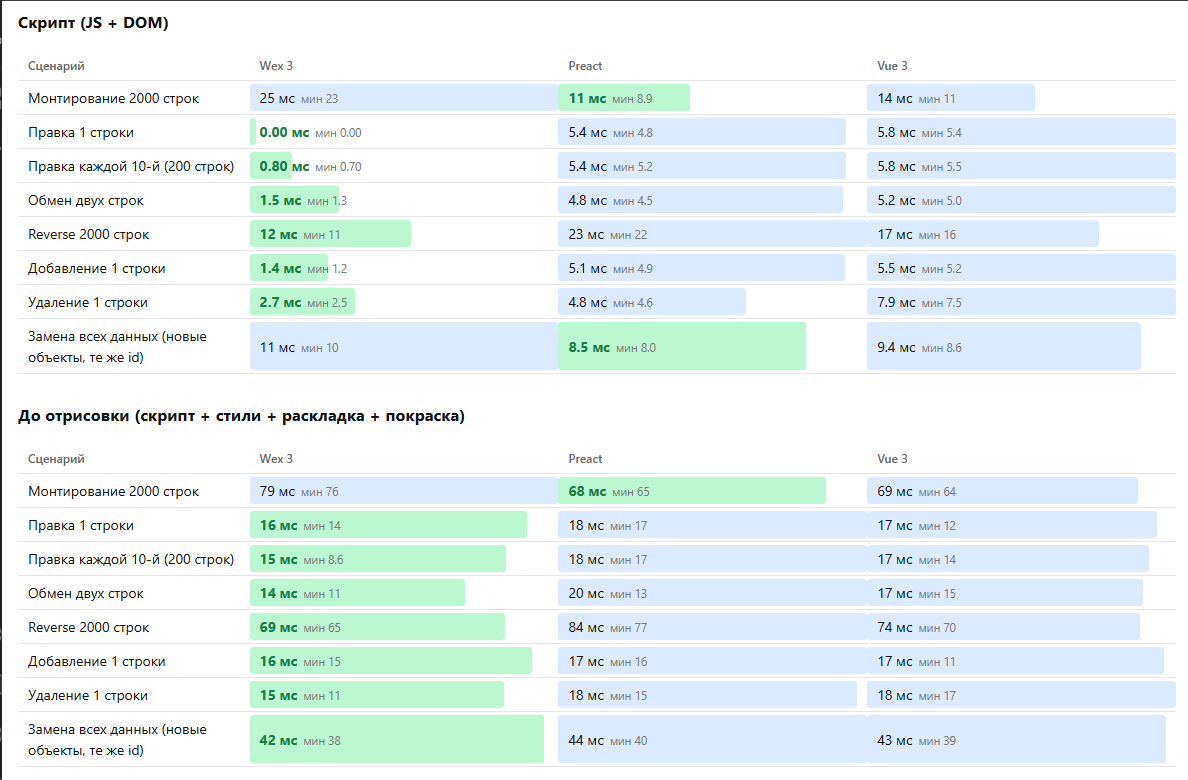 Скрипт (JS + DOM)
Сценарий Wex 3 Preact Vue 3
Монтирование 2000 строк 25 мс мин 23 11 мс мин 8.9 14 мс мин 11
Правка 1 строки 0.00 мс мин 0.00 5.4 мс мин 4.8 5.8 мс мин 5.4
Правка каждой 10-й (200 строк) 0.80 мс мин 0.70 5.4 мс мин 5.2 5.8 мс мин 5.5
Обмен двух строк 1.5 мс мин 1.3 4.8 мс мин 4.5 5.2 мс мин 5.0
Reverse 2000 строк 12 мс мин 11 23 мс мин 22 17 мс мин 16
Добавление 1 строки 1.4 мс мин 1.2 5.1 мс мин 4.9 5.5 мс мин 5.2
Удаление 1 строки 2.7 мс мин 2.5 4.8 мс мин 4.6 7.9 мс мин 7.5
Замена всех данных (новые
объекты, те же id) 11 мс мин 10 8.5 мс мин 8.0 9.4 мс мин 8.6
До отрисовки (скрипт + стили + раскладка + покраска)
Сценарий Wex 3 Preact Vue 3
Монтирование 2000 строк 79 мс мин 76 68 мс мин 65 69 мс мин 64
Правка 1 строки 16 мс мин 14 18 мс мин 17 17 мс мин 12
Правка каждой 10-й (200 строк) 15 мс мин 8.6 18 мс мин 17 17 мс мин 14
Обмен двух строк 14 мс мин 11 20 мс мин 13 17 мс мин 15
Reverse 2000 строк 69 мс мин 65 84 мс мин 77 74 мс мин 70
Добавление 1 строки 16 мс мин 15 17 мс мин 16 17 мс мин 11
Удаление 1 строки 15 мс мин 11 18 мс мин 15 18 мс мин 17
Замена всех данных (новые
объекты, те же id) 42 мс мин 38 44 мс мин 40 43 мс мин 39